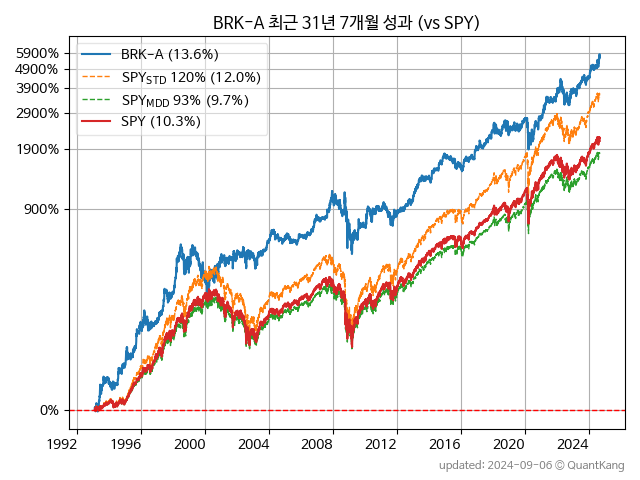 BRK-A 최근 31년 7개월 성과 (vs SPY)
BRK-A (13.6%)
SPYSTD 120% (12.0%)
SPYMDD 93% (9.7%)
SPY (10.3%)
5900%
4900%
3900%
2900%
1900%
900%
0%
1992 1996 2000 2004 2008 2012 2016 2020 2024
updated: 2024-09-06 © QuantKang